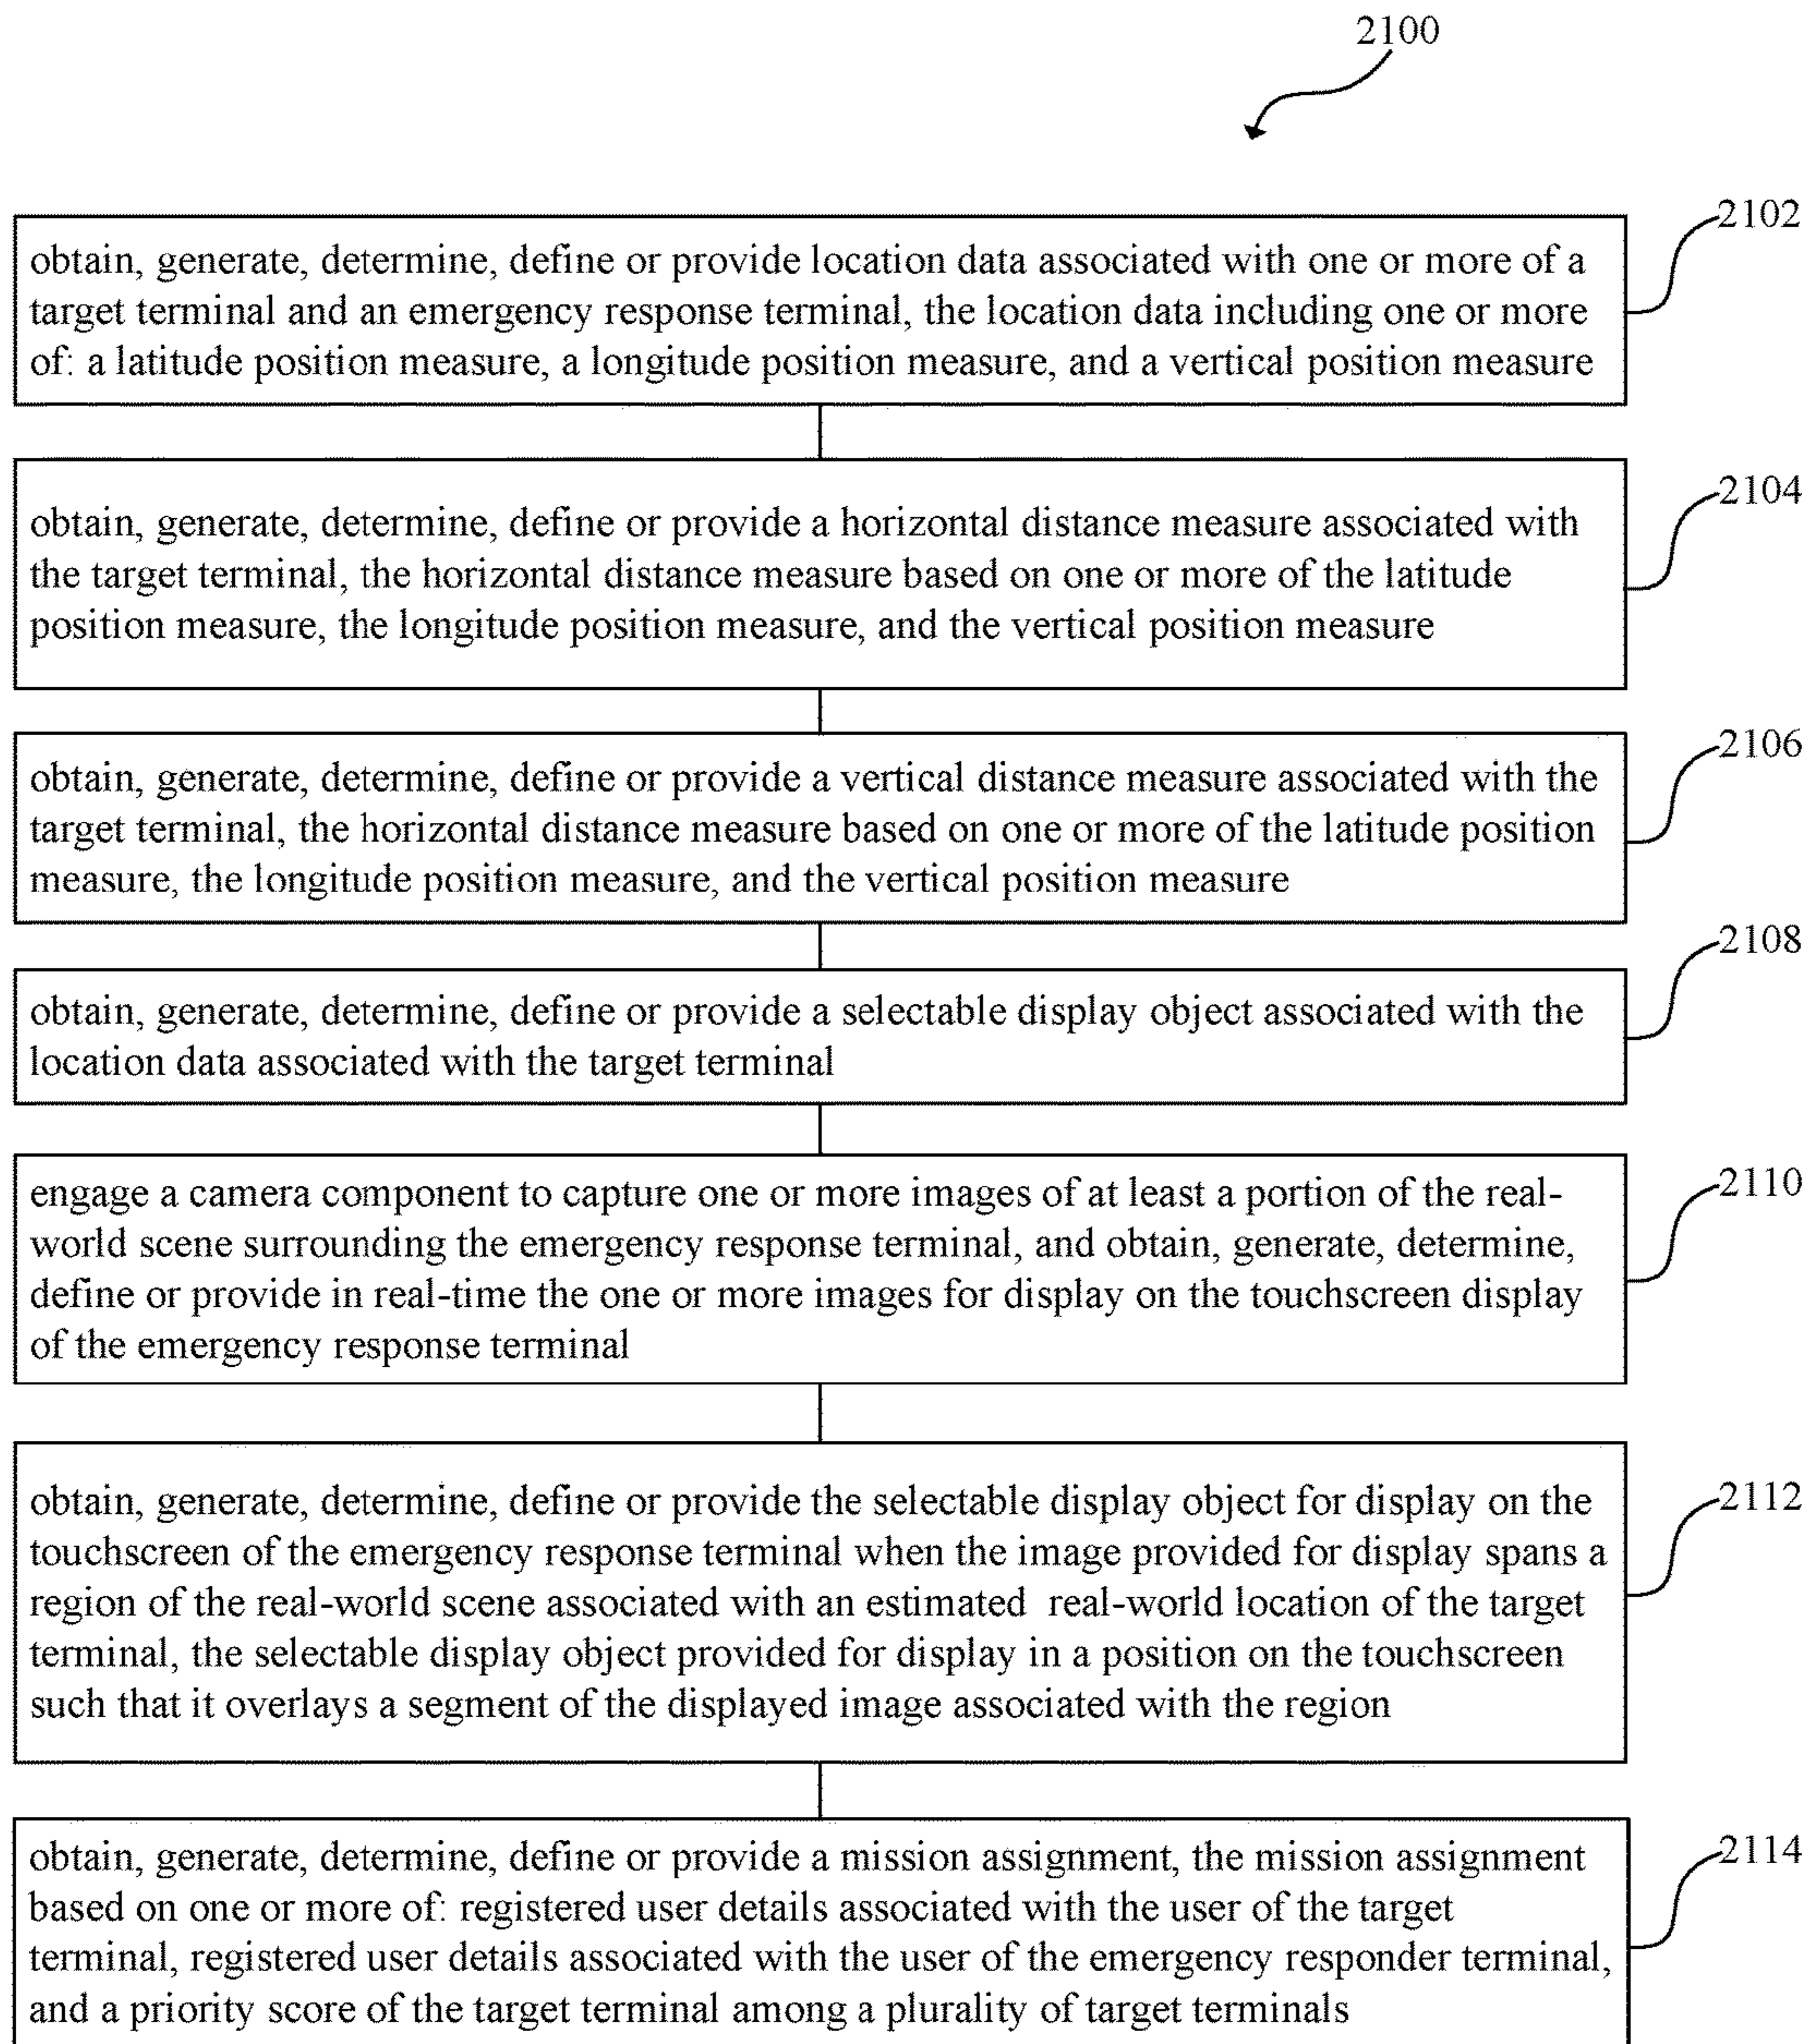 2100
2102
obtain, generate, determine, define or provide location data associated with one or more of a
target terminal and an emergency response terminal, the location data including one or more
of: a latitude position measure, a longitude position measure, and a vertical position measure
2104
obtain, generate, determine, define or provide a horizontal distance measure associated with
the target terminal, the horizontal distance measure based on one or more of the latitude
position measure, the longitude position measure, and the vertical position measure
2106
obtain, generate, determine, define or provide a vertical distance measure associated with the
target terminal, the horizontal distance measure based on one or more of the latitude position
measure, the longitude position measure, and the vertical position measure
2108
obtain, generate, determine, define or provide a selectable display object associated with the
location data associated with the target terminal
2110
engage a camera component to capture one or more images of at least a portion of the real-
world scene surrounding the emergency response terminal, and obtain, generate, determine,
define or provide in real-time the one or more images for display on the touchscreen display
of the emergency response terminal
2112
obtain, generate, determine, define or provide the selectable display object for display on the
touchscreen of the emergency response terminal when the image provided for display spans a
region of the real-world scene associated with an estimated real-world location of the target
terminal, the selectable display object provided for display in a position on the touchscreen
such that it overlays a segment of the displayed image associated with the region
2114
obtain, generate, determine, define or provide a mission assignment, the mission assignment
based on one or more of: registered user details associated with the user of the target
terminal, registered user details associated with the user of the emergency responder terminal,
and a priority score of the target terminal among a plurality of target terminals